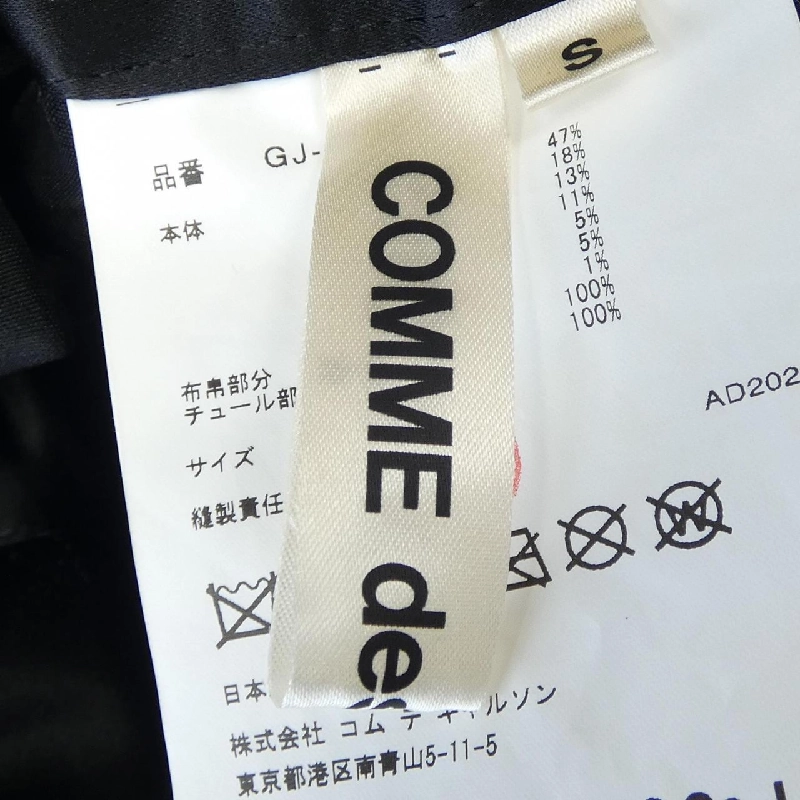 S
COMME des
品番 GJ-
本体
47%
18%
13%
11%
5%
5%
1%
100%
100%
布帛部分
チュール部
AD202
サイズ
縫製責任
日本
株式会社 コム デ ギャルソン
東京都港区南青山5-11-5